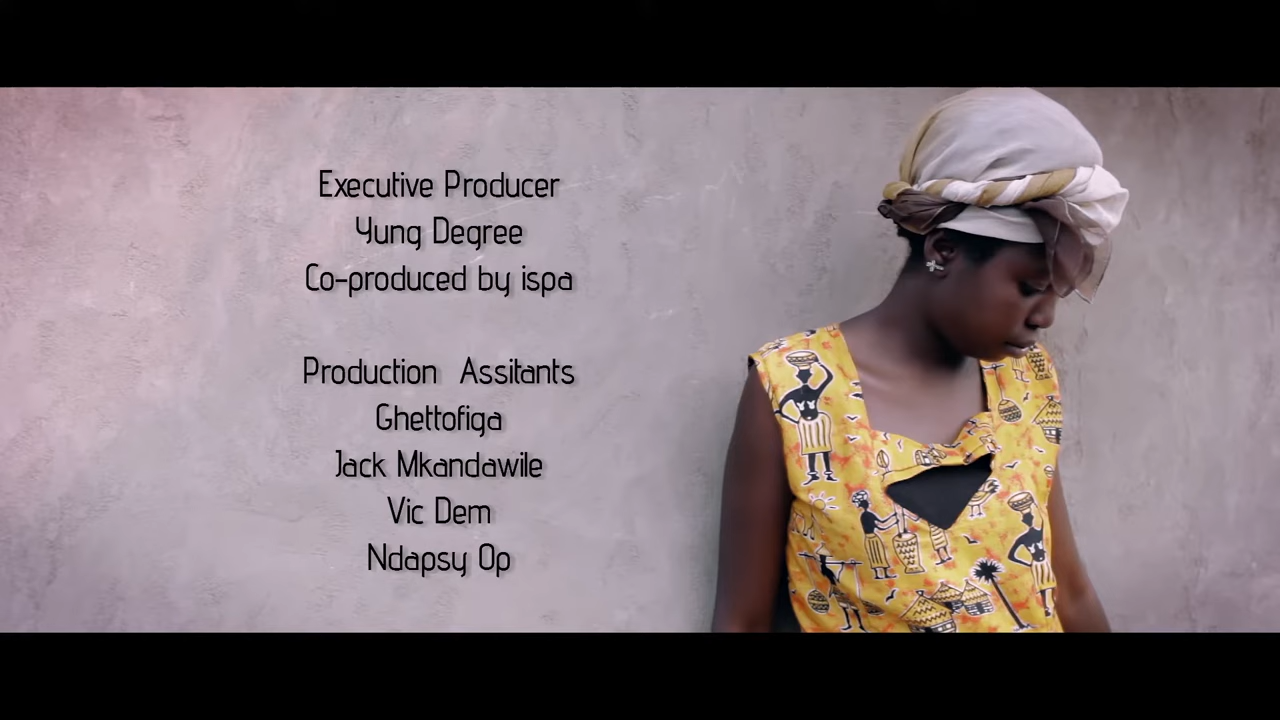 Executive Producer
Yung Degree
Co-produced by ispa
Production Assitants
Ghettofiga
Jack Mkandawile
Vic Dem
Ndapsy Op